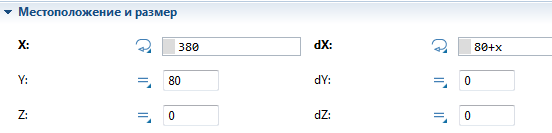 Местоположение и размер
X: 380 dX: 80+x
Y: 80 dY: 0
Z: 0 dZ: 0